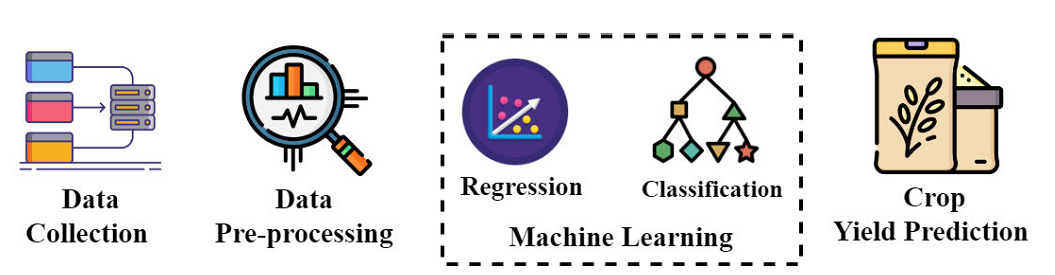 Data
Collection
Data
Pre-processing
Regression
Classification
Machine Learning
Crop
Yield Prediction